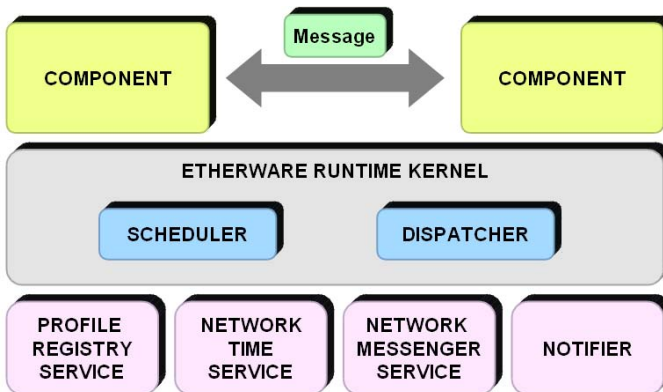 Message
COMPONENT
COMPONENT
ETHERWARE RUNTIME KERNEL
SCHEDULER
DISPATCHER
PROFILE
REGISTRY
SERVICE
NETWORK
TIME
SERVICE
NETWORK
MESSENGER
SERVICE
NOTIFIER